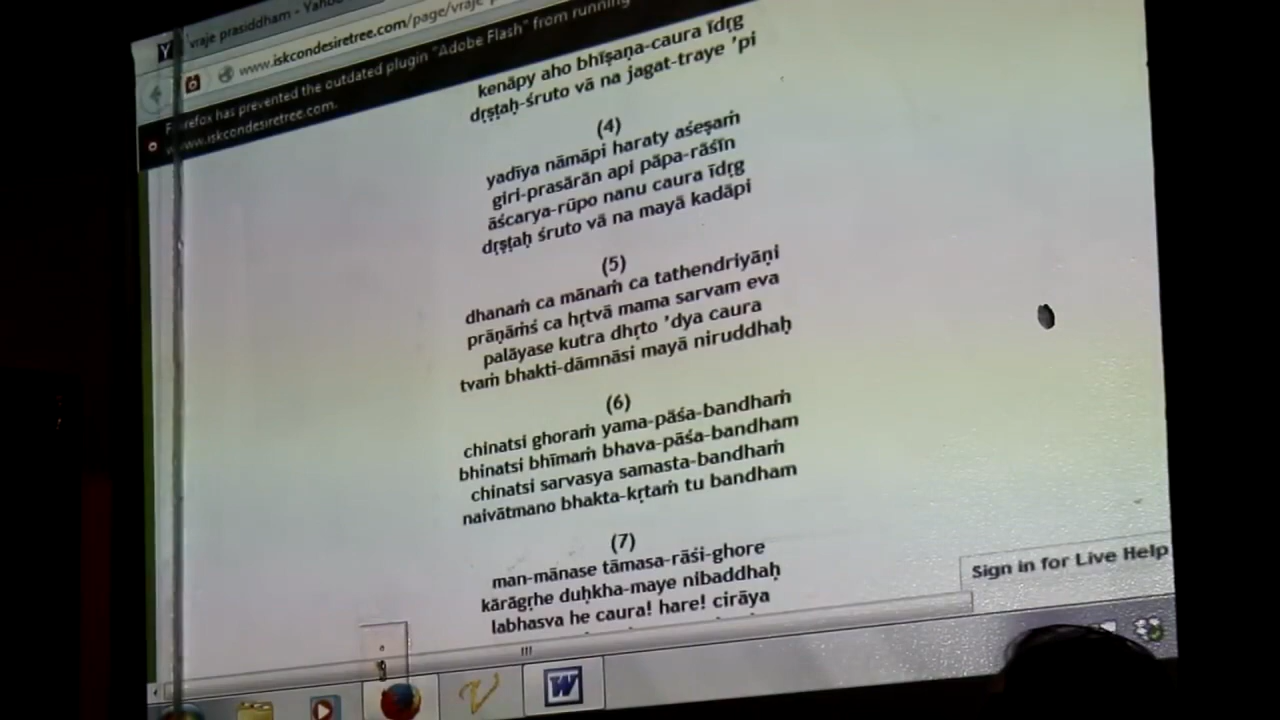 vraje prasiddham - Yahoo
www.iskcondesiretree.com/page/vraje-p
Firefox has prevented the outdated plugin "Adobe Flash" from running
www.iskcondesiretree.com.
kenāpy aho bhīṣaṇa-caura īdṛg
dṛṣṭaḥ-śruto vā na jagat-traye 'pi
(4)
yadīya nāmāpi haraty aśeṣaṁ
giri-prasārān api pāpa-rāśīn
āścarya-rūpo nanu caura īdṛg
dṛṣṭaḥ śruto vā na mayā kadāpi
(5)
dhanaṁ ca mānaṁ ca tathendriyāṇi
prāṇāṁś ca hṛtvā mama sarvam eva
palāyase kutra dhṛto 'dya caura
tvaṁ bhakti-dāmnāsi mayā niruddhaḥ
(6)
chinatsi ghoraṁ yama-pāśa-bandhaṁ
bhinatsi bhīmaṁ bhava-pāśa-bandham
chinatsi sarvasya samasta-bandhaṁ
naivātmano bhakta-kṛtaṁ tu bandham
(7)
man-mānase tāmasa-rāśi-ghore
kārāgṛhe duḥkha-maye nibaddhaḥ
labhasva he caura! hare! cirāya
Sign in for Live Help
W